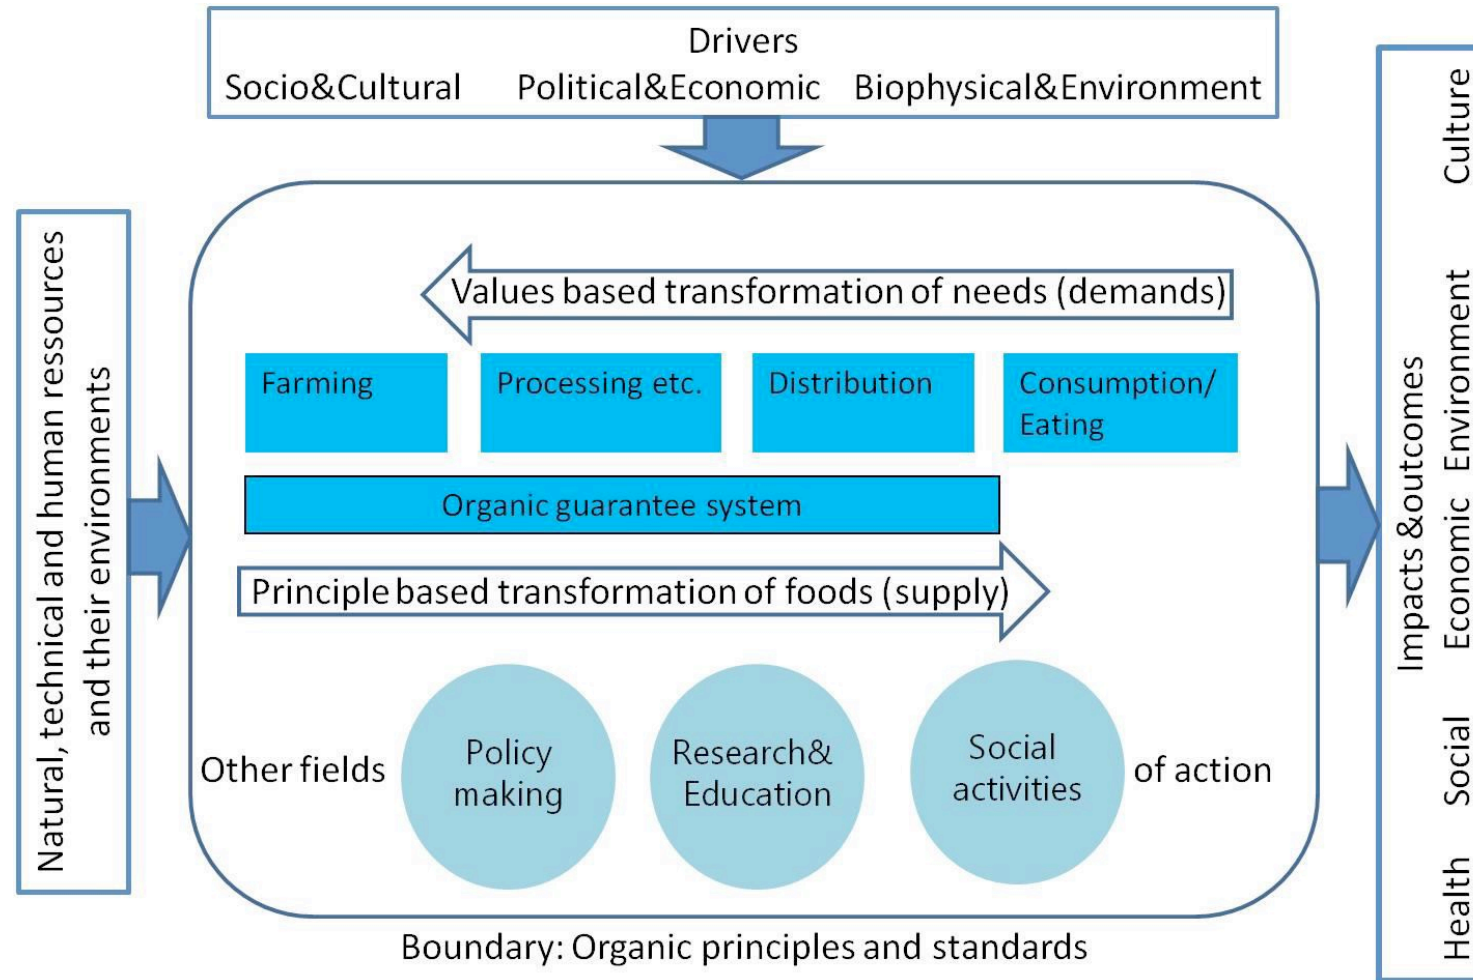 Drivers
Socio&Cultural Political&Economic Biophysical&Environment
Natural, technical and human ressources
and their environments
Values based transformation of needs (demands)
Farming
Processing etc.
Distribution
Consumption/
Eating
Organic guarantee system
Principle based transformation of foods (supply)
Other fields
Policy
making
Research&
Education
Social
activities
of action
Boundary: Organic principles and standards
Impacts &outcomes
Health Social Economic Environment Culture